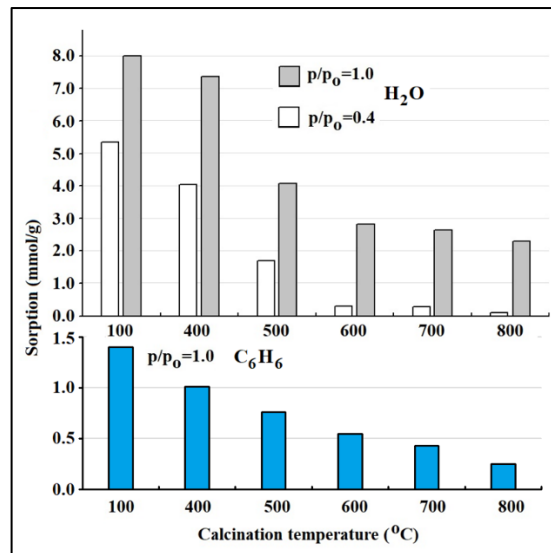 8.0
7.0
6.0
5.0
4.0
3.0
2.0
1.0
0.0
p/po=1.0
H2O
p/po=0.4
100 400 500 600 700 800
Sorption (mmol/g)
1.5
1.0
0.5
0.0
p/po=1.0 C6H6
100 400 500 600 700 800
Calcination temperature (oC)